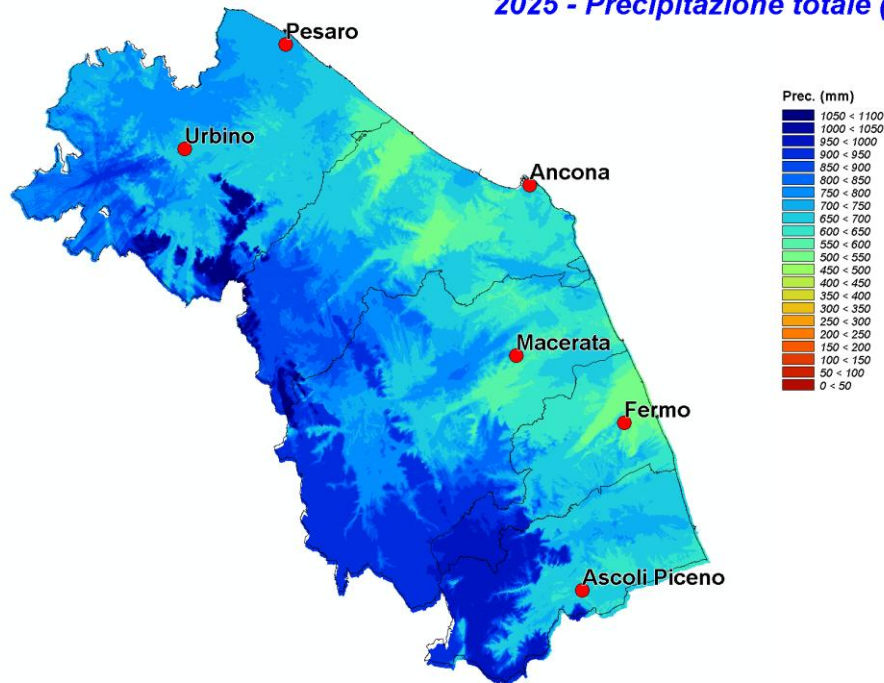 2025 - Precipitazione totale (
Pesaro
Urbino
Ancona
Macerata
Fermo
Ascoli Piceno
Prec. (mm)
1050 < 1100
1000 < 1050
950 < 1000
900 < 950
850 < 900
800 < 850
750 < 800
700 < 750
650 < 700
600 < 650
550 < 600
500 < 550
450 < 500
400 < 450
350 < 400
300 < 350
250 < 300
200 < 250
150 < 200
100 < 150
50 < 100
0 < 50